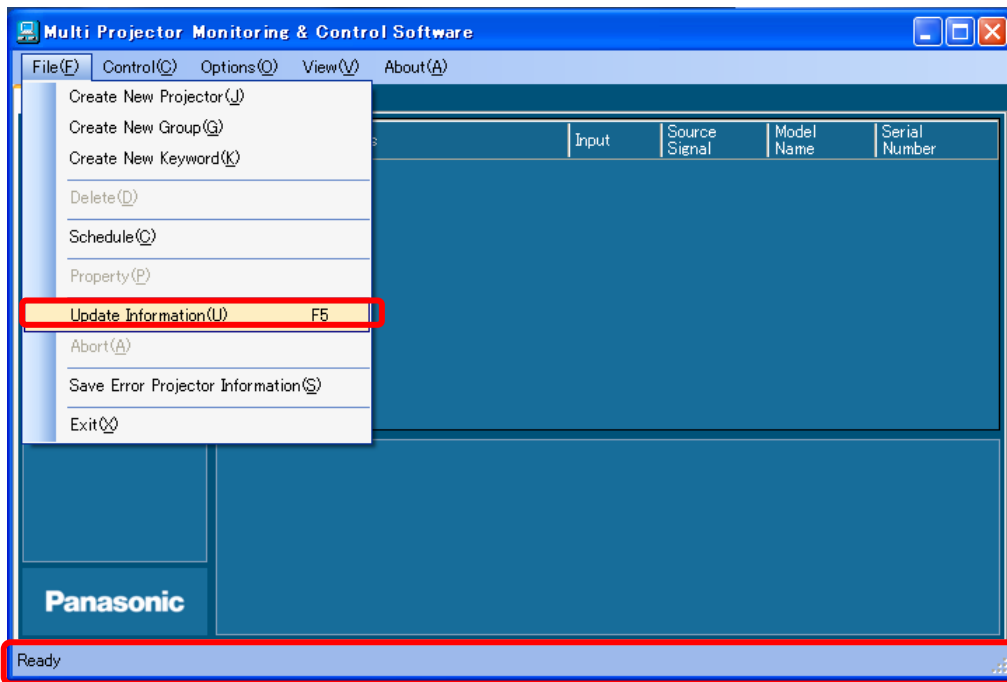 Multi Projector Monitoring & Control Software
File(F) Control(C) Options(O) View(V) About(A)
Create New Projector(J)
Create New Group(G)
Create New Keyword(K)
Delete(D)
Schedule(C)
Property(P)
Update Information(U) F5
Abort(A)
Save Error Projector Information(S)
Exit(X)
Input
Source
Signal
Model
Name
Serial
Number
Panasonic
Ready